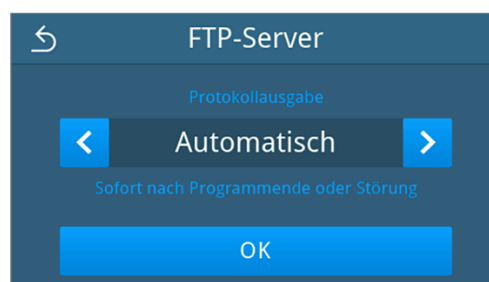 FTP-Server
Protokollausgabe
Automatisch
Sofort nach Programmende oder Störung
OK